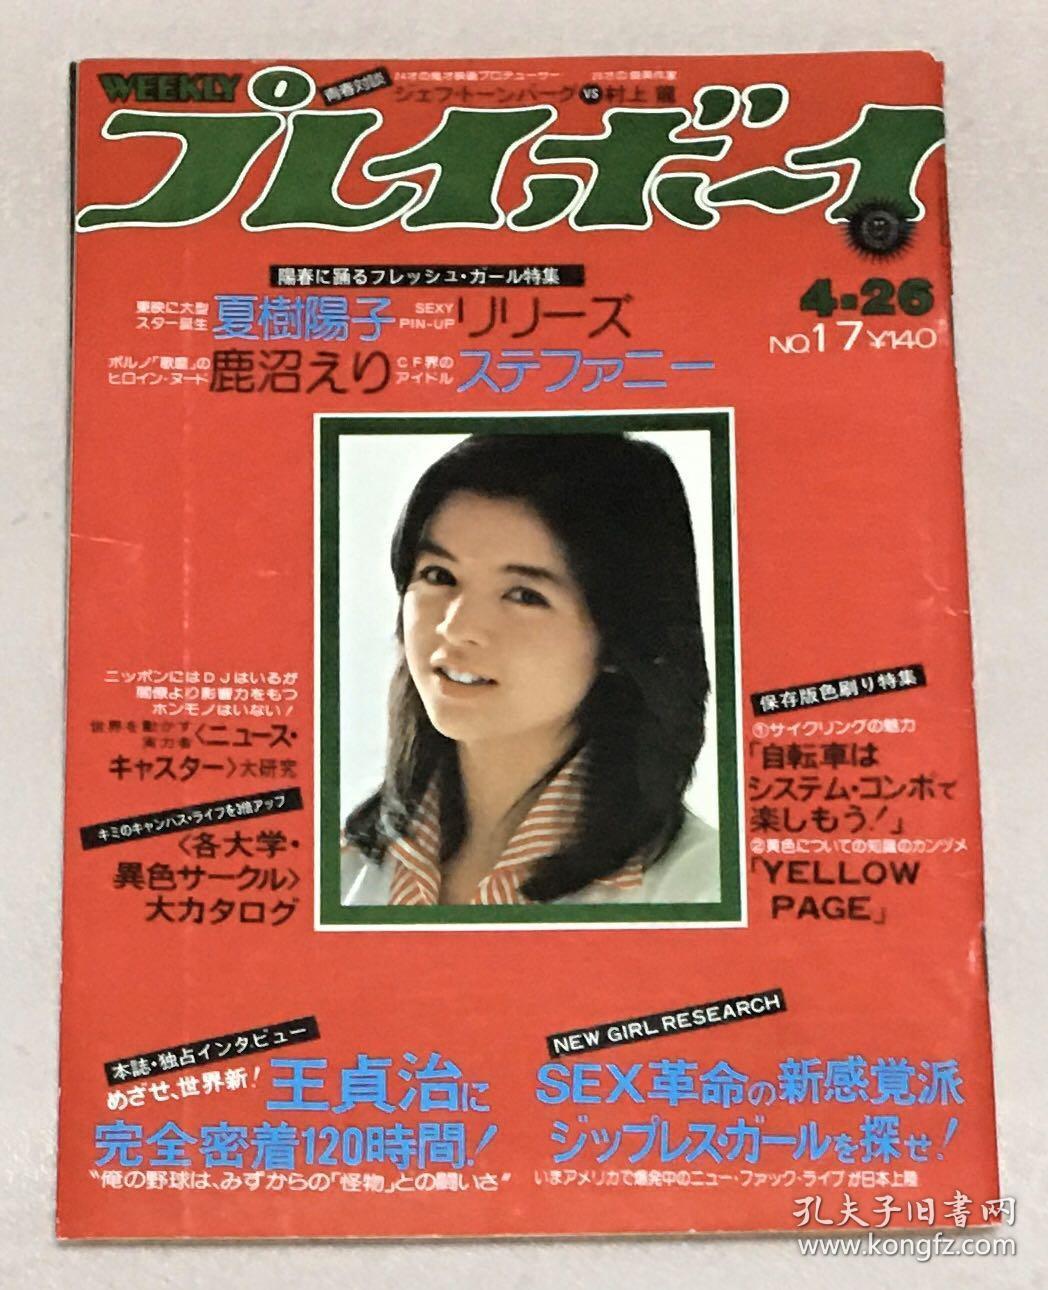 WEEKLY
プレイボーイ
青春対談
24才の鬼才映画プロデューサー
ジェフ・トーンバーグ VS 村上龍
4・26
NO.17 ¥140
陽春に踊るフレッシュ・ガール特集
東映に大型
スター誕生
夏樹陽子
SEXY
PIN-UP
リリーズ
ポルノ「歌麿」の
ヒロイン・ヌード
鹿沼えり
CF界の
アイドル
ステファニー
ニッポンにはDJはいるが
閣僚より影響力をもつ
ホンモノはいない!
世界を動かす
実力者
〈ニュース・
キャスター〉大研究
キミのキャンパス・ライフを3倍アップ
〈各大学・
異色サークル〉
大カタログ
保存版色刷り特集
①サイクリングの魅力
「自転車は
システム・コンポで
楽しもう!」
②黄色についての知識のカンヅメ
「YELLOW
PAGE」
本誌・独占インタビュー
めざせ、世界新!
王貞治に
完全密着120時間!
"俺の野球は、みずからの「怪物」との闘いさ"
NEW GIRL RESEARCH
SEX革命の新感覚派
ジップレス・ガールを探せ!
いまアメリカで爆発中のニュー・ファック・ライフが日本上陸
孔夫子旧书网
www.kongfz.com